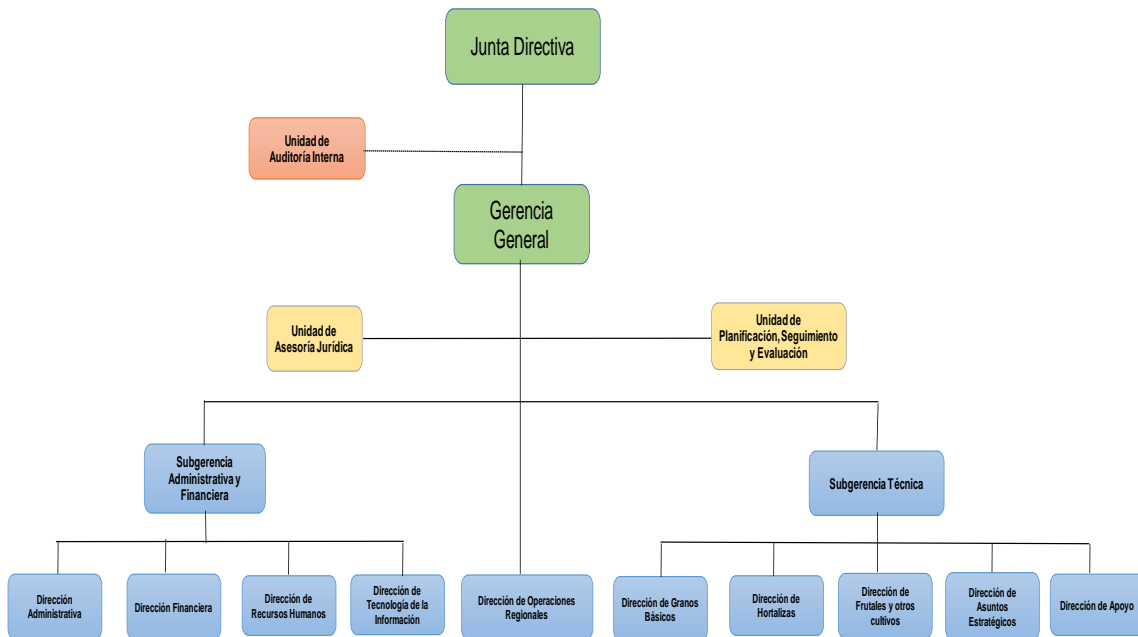 Junta Directiva
Unidad de
Auditoría Interna
Gerencia
General
Unidad de
Asesoría Jurídica
Unidad de
Planificación, Seguimiento
y Evaluación
Subgerencia
Administrativa y
Financiera
Subgerencia Técnica
Dirección
Administrativa
Dirección Financiera
Dirección de
Recursos Humanos
Dirección de
Tecnología de la
Información
Dirección de Operaciones
Regionales
Dirección de Granos
Básicos
Dirección de
Hortalizas
Dirección de
Frutales y otros
cultivos
Dirección de
Asuntos
Estratégicos
Dirección de Apoyo